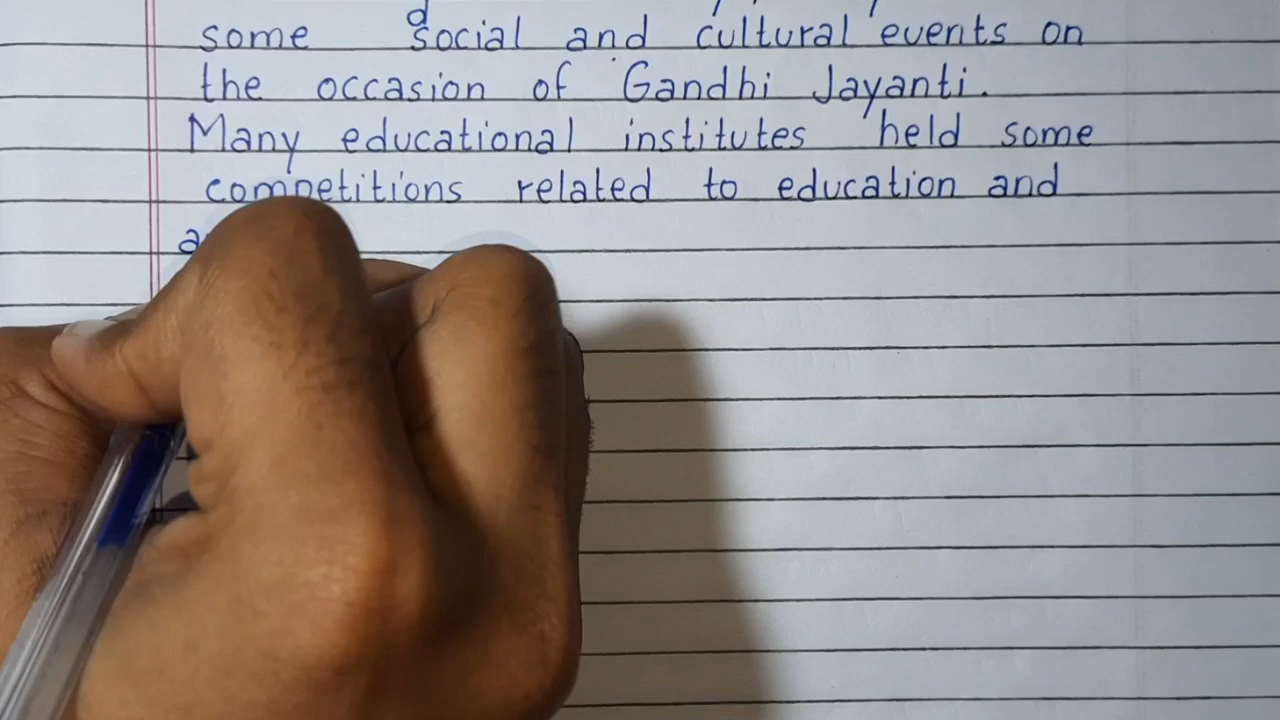 some social and cultural events on
the occasion of Gandhi Jayanti.
Many educational institutes held some
competitions related to education and